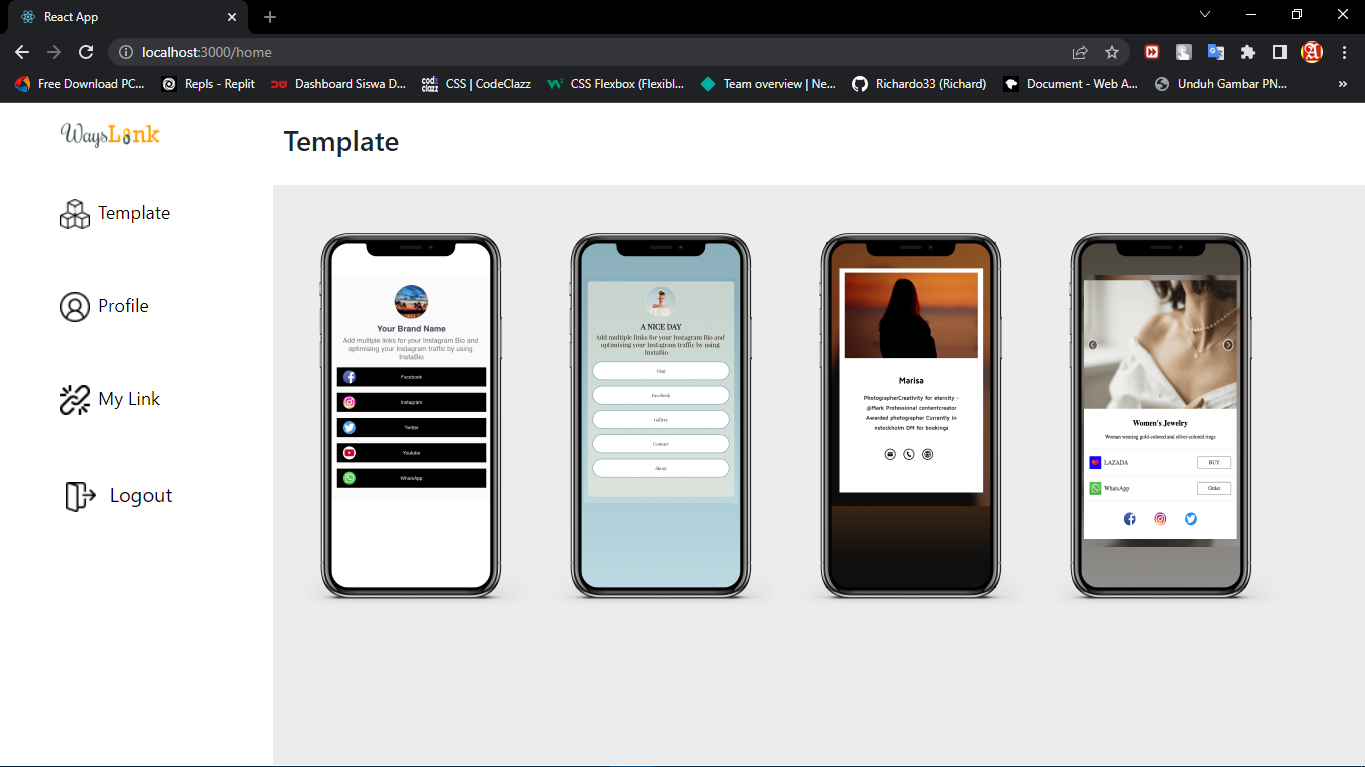 React App
localhost:3000/home
Free Download PC...
Repls - Replit
Dashboard Siswa D...
CSS | CodeClazz
CSS Flexbox (Flexibl...
Team overview | Ne...
Richardo33 (Richard)
Document - Web A...
Unduh Gambar PN...
WaysLink
Template
Template
Profile
My Link
Logout
Your Brand Name
Add multiple links for your Instagram Bio and
optimising your Instagram traffic by using
InstaBio
Facebook
Instagram
Twitter
Youtube
WhatsApp
A NICE DAY
Add multiple links for your Instagram Bio and
optimising your Instagram traffic by using
InstaBio
Vlog
Facebook
Gallery
Contact
About
Marisa
PhotographerCreativity for eternity -
@Mark Professional contentcreator
Awarded photographer Currently in
#stockholm DM for bookings
Women's Jewelry
Woman wearing gold-colored and silver-colored rings
LAZADA
BUY
WhatsApp
Order